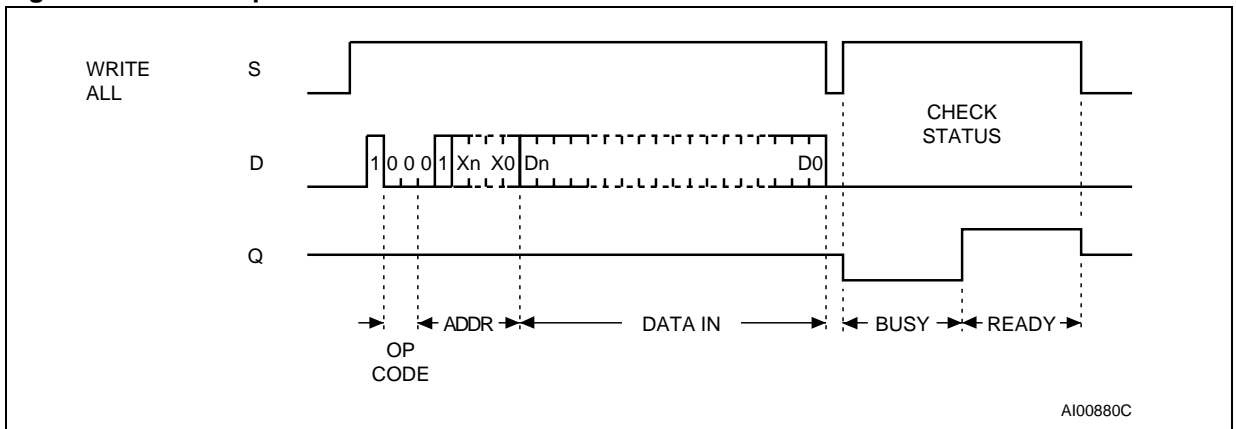 WRITE
ALL
S
CHECK
STATUS
D
1 0 0 0 1 Xn X0 Dn D0
Q
ADDR
DATA IN
BUSY
READY
OP
CODE
AI00880C